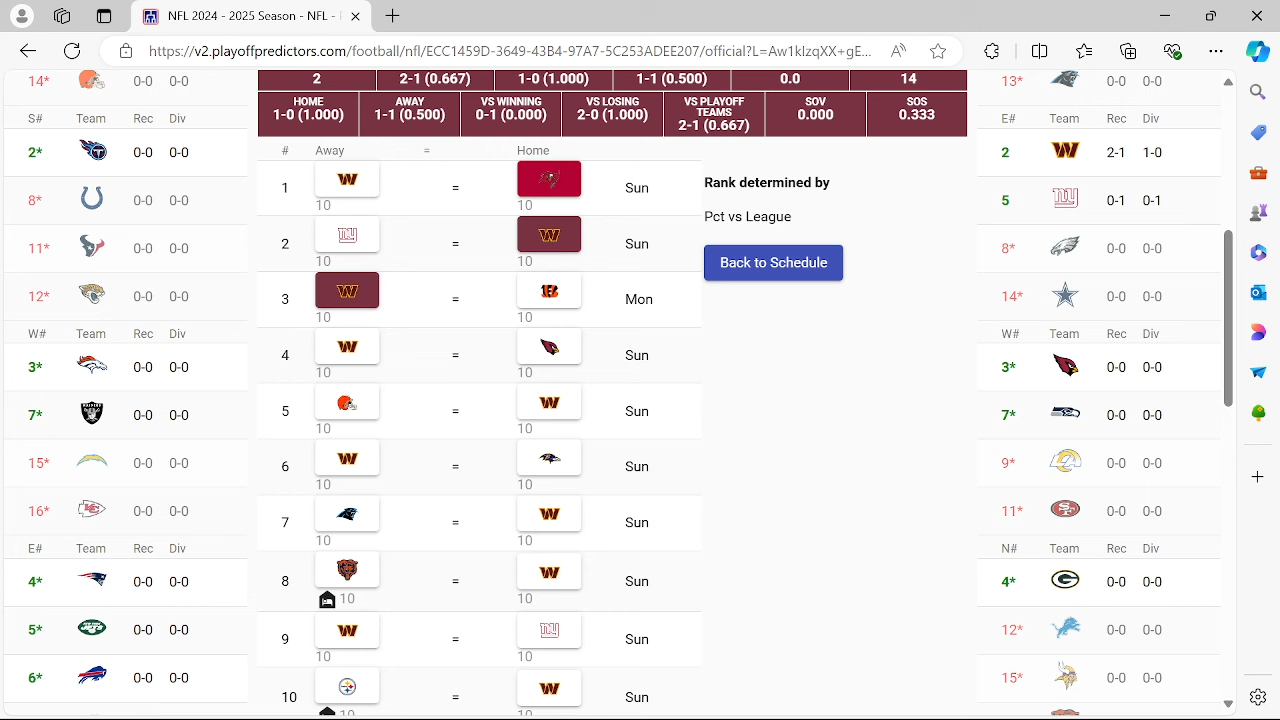 NFL 2024 - 2025 Season - NFL F
https://v2.playoffpredictors.com/football/nfl/ECC1459D-3649-43B4-97A7-5C253ADEE207/official?L=Aw1klzqXX+gE...
2 2-1 (0.667) 1-0 (1.000) 1-1 (0.500) 0.0 14
HOME AWAY VS WINNING VS LOSING VS PLAYOFF TEAMS SOV SOS
1-0 (1.000) 1-1 (0.500) 0-1 (0.000) 2-0 (1.000) 2-1 (0.667) 0.000 0.333
14* 0-0 0-0
S# Team Rec Div
2* 0-0 0-0
8* 0-0 0-0
11* 0-0 0-0
12* 0-0 0-0
W# Team Rec Div
3* 0-0 0-0
7* 0-0 0-0
15* 0-0 0-0
16* 0-0 0-0
E# Team Rec Div
4* 0-0 0-0
5* 0-0 0-0
6* 0-0 0-0
# Away = Home
1 = Sun
10 10
2 = Sun
10 10
3 = Mon
10 10
4 = Sun
10 10
5 = Sun
10 10
6 = Sun
10 10
7 = Sun
10 10
8 = Sun
10 10
9 = Sun
10 10
10 = Sun
10 10
Rank determined by
Pct vs League
Back to Schedule
13* 0-0 0-0
E# Team Rec Div
2 2-1 1-0
5 0-1 0-1
8* 0-0 0-0
14* 0-0 0-0
W# Team Rec Div
3* 0-0 0-0
7* 0-0 0-0
9* 0-0 0-0
11* 0-0 0-0
N# Team Rec Div
4* 0-0 0-0
12* 0-0 0-0
15* 0-0 0-0